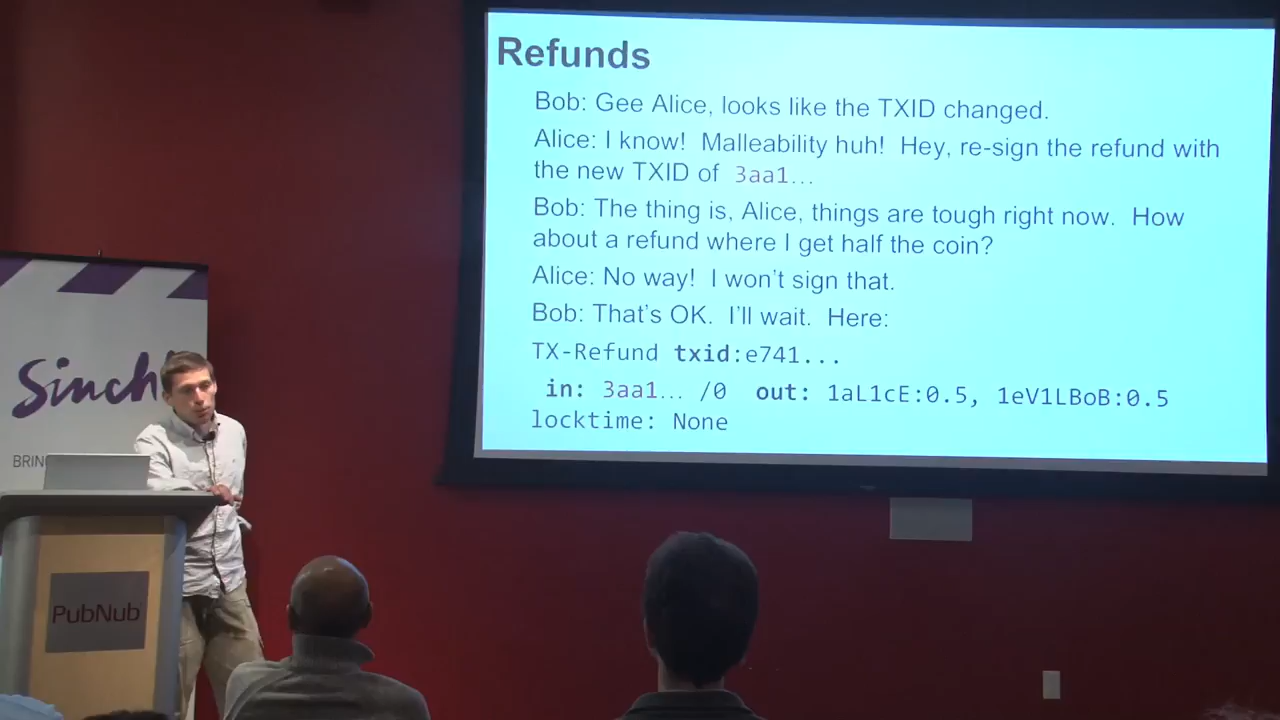 Refunds
Bob: Gee Alice, looks like the TXID changed.
Alice: I know! Malleability huh! Hey, re-sign the refund with
the new TXID of 3aa1...
Bob: The thing is, Alice, things are tough right now. How
about a refund where I get half the coin?
Alice: No way! I won't sign that.
Bob: That's OK. I'll wait. Here:
TX-Refund txid:e741...
in: 3aa1... /0 out: 1aL1cE:0.5, 1eV1LBoB:0.5
locktime: None
Sinch
BRIN
PubNub